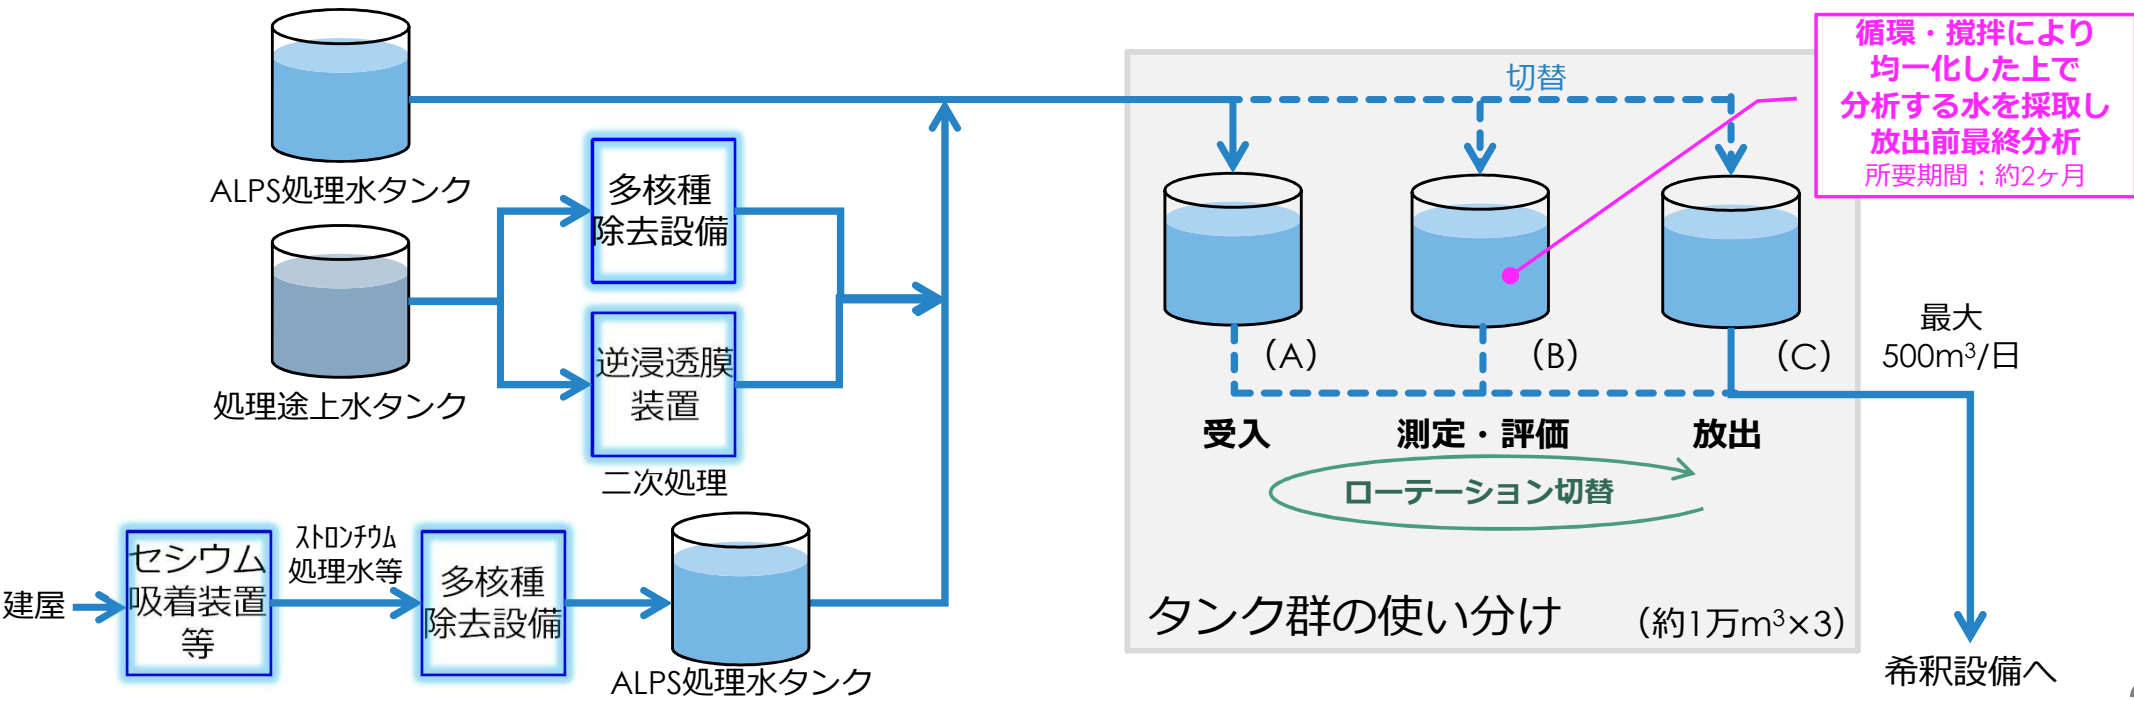 循環・撹拌により
均一化した上で
分析する水を採取し
放出前最終分析
所要期間：約2ヶ月
切替
ALPS処理水タンク
多核種
除去設備
処理途上水タンク
逆浸透膜
装置
二次処理
（A）
（B）
（C）
最大
500m³/日
受入
測定・評価
放出
ローテーション切替
建屋
セシウム
吸着装置
等
ストロンチウム
処理水等
多核種
除去設備
ALPS処理水タンク
タンク群の使い分け
（約1万m³×3）
希釈設備へ